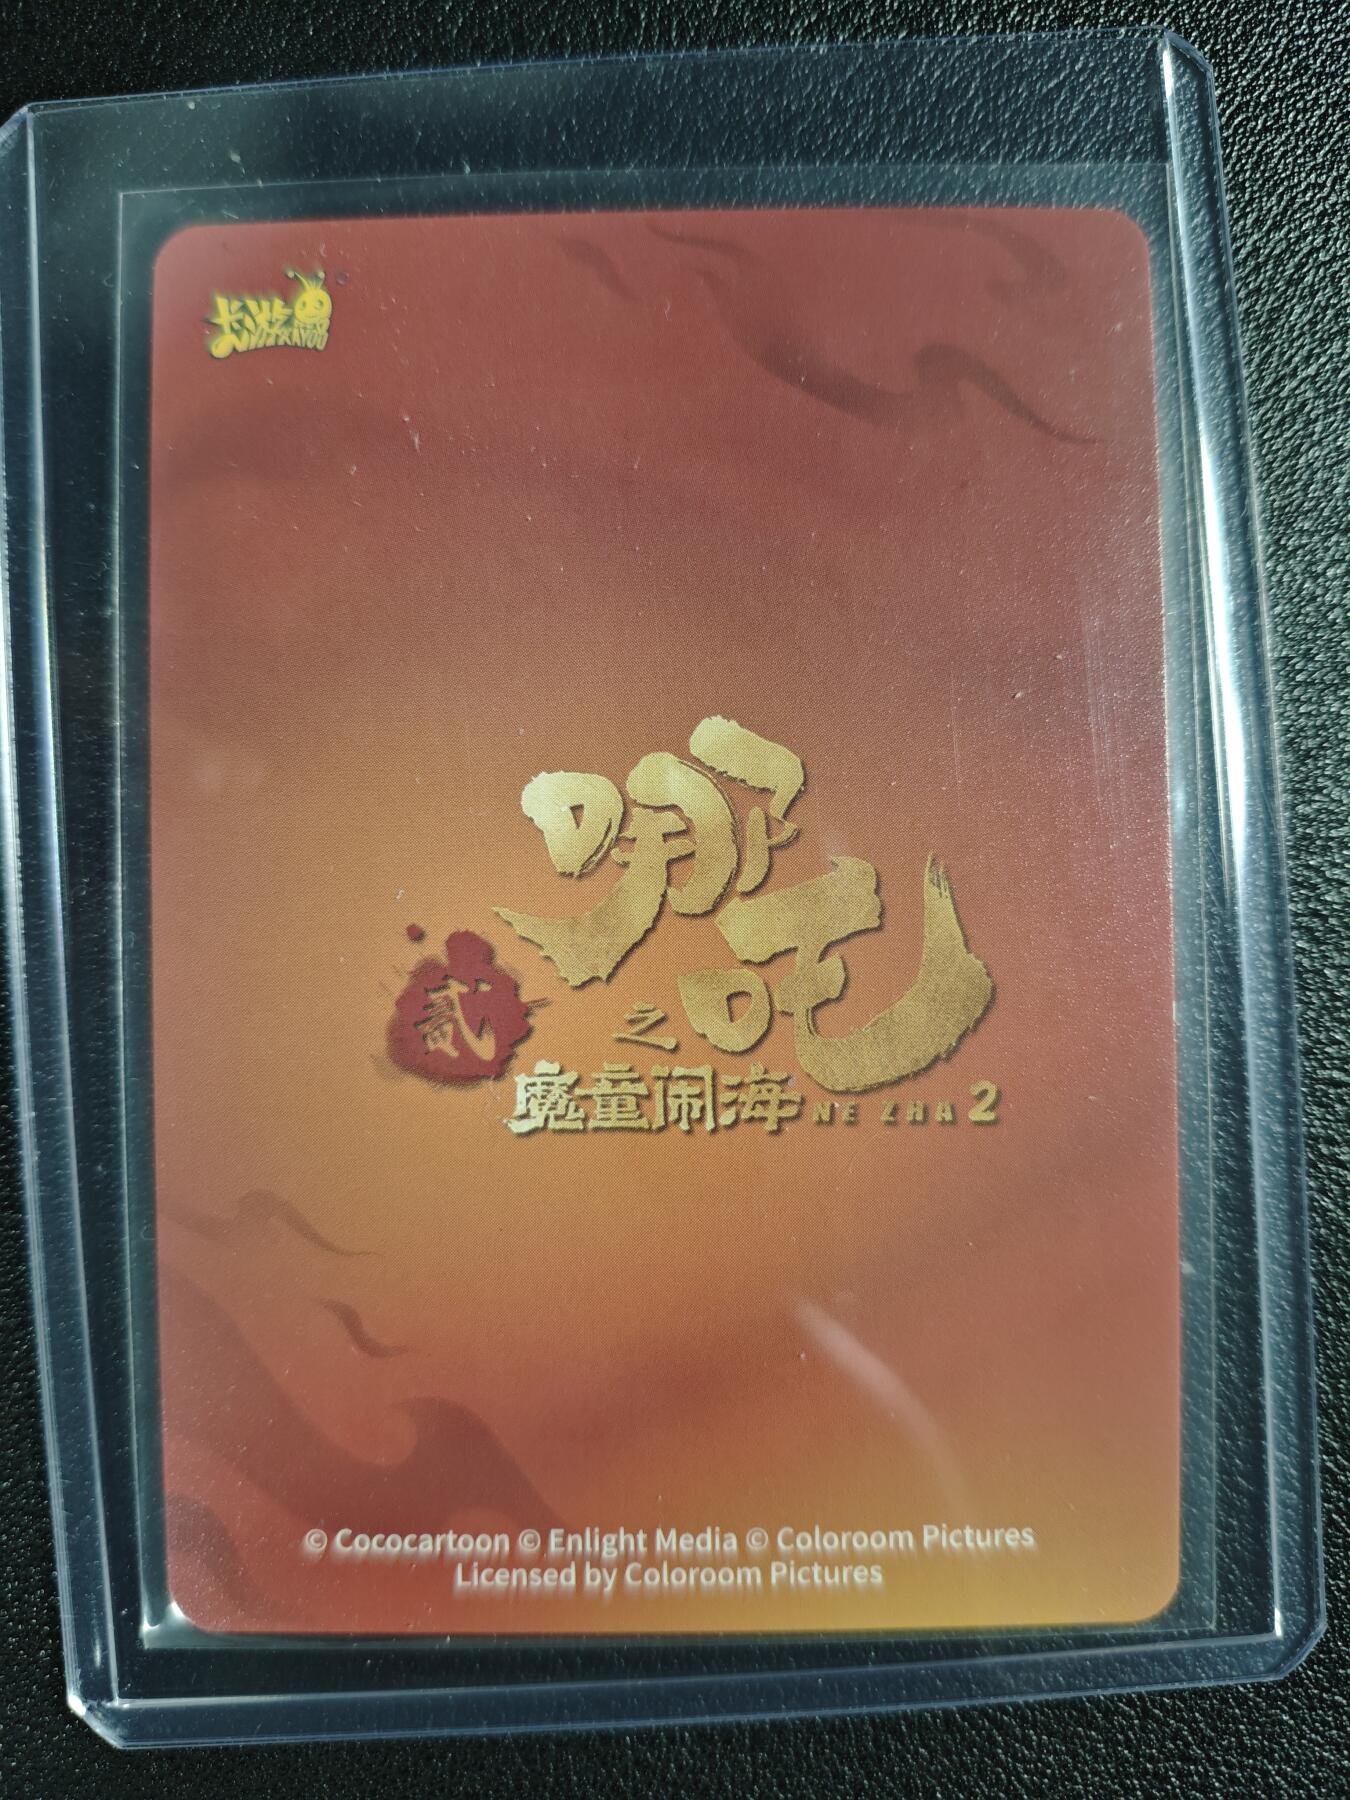 卡游 KAYOU
哪吒
贰
之
魔童闹海 NE ZHA 2
© Cococartoon © Enlight Media © Coloroom Pictures
Licensed by Coloroom Pictures